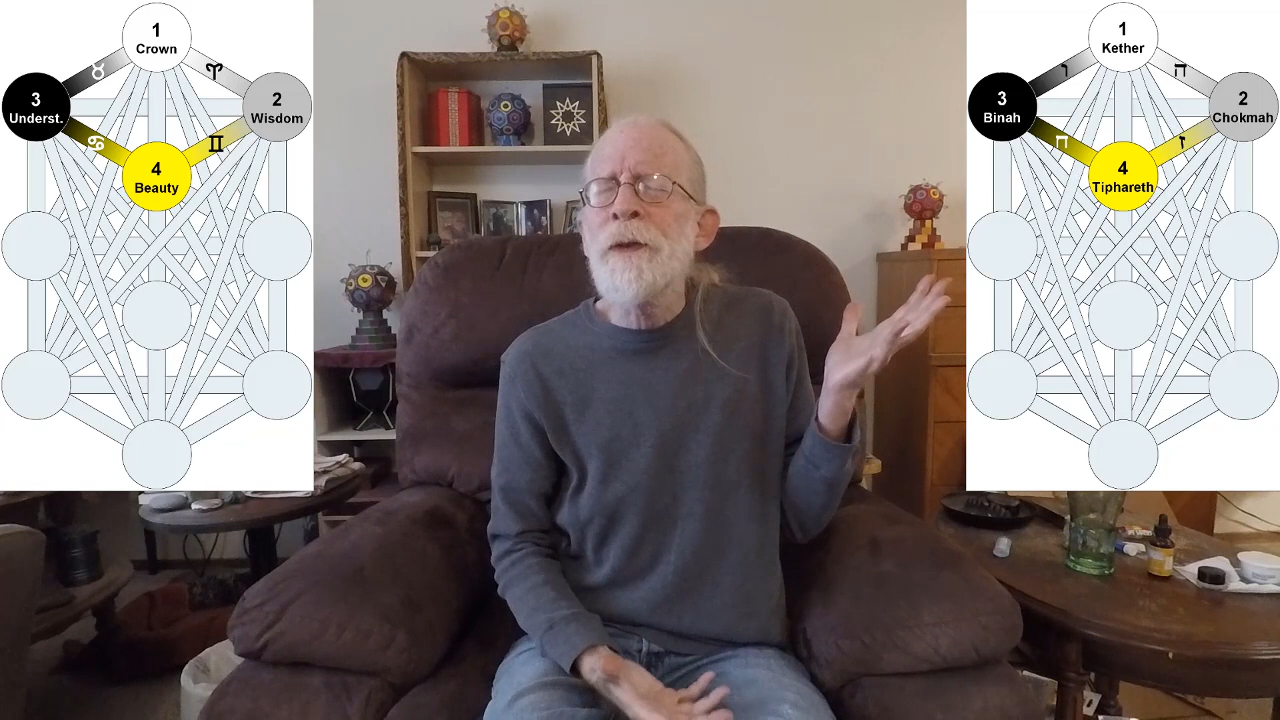 1
Crown
♉
♈
3
Underst.
2
Wisdom
♋
♊
4
Beauty
1
Kether
ו
ה
3
Binah
2
Chokmah
ח
ז
4
Tiphareth